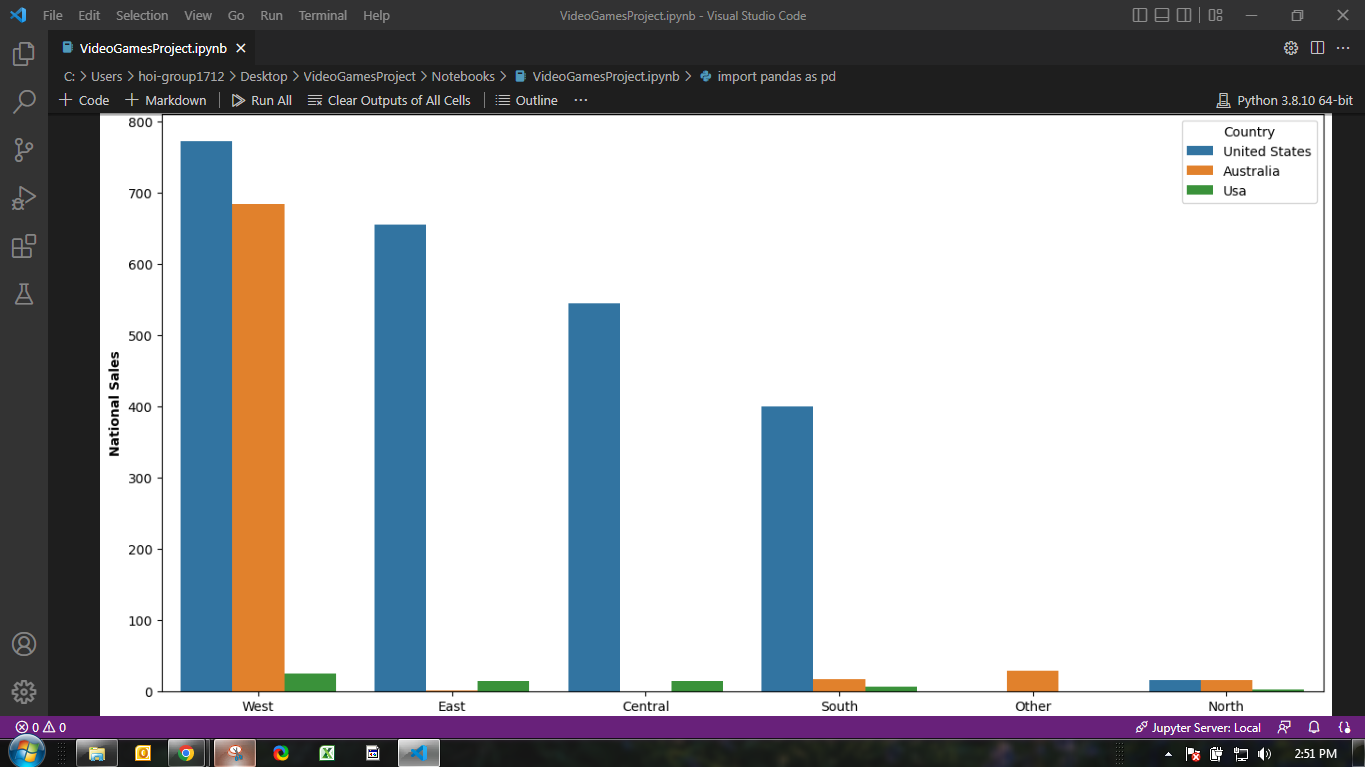 File Edit Selection View Go Run Terminal Help VideoGamesProject.ipynb - Visual Studio Code
VideoGamesProject.ipynb
C: > Users > hoi-group1712 > Desktop > VideoGamesProject > Notebooks > VideoGamesProject.ipynb > import pandas as pd
+ Code + Markdown Run All Clear Outputs of All Cells Outline ... Python 3.8.10 64-bit
800
700
600
500
400
300
200
100
0
National Sales
Country
United States
Australia
Usa
West East Central South Other North
0 0 Jupyter Server: Local
2:51 PM